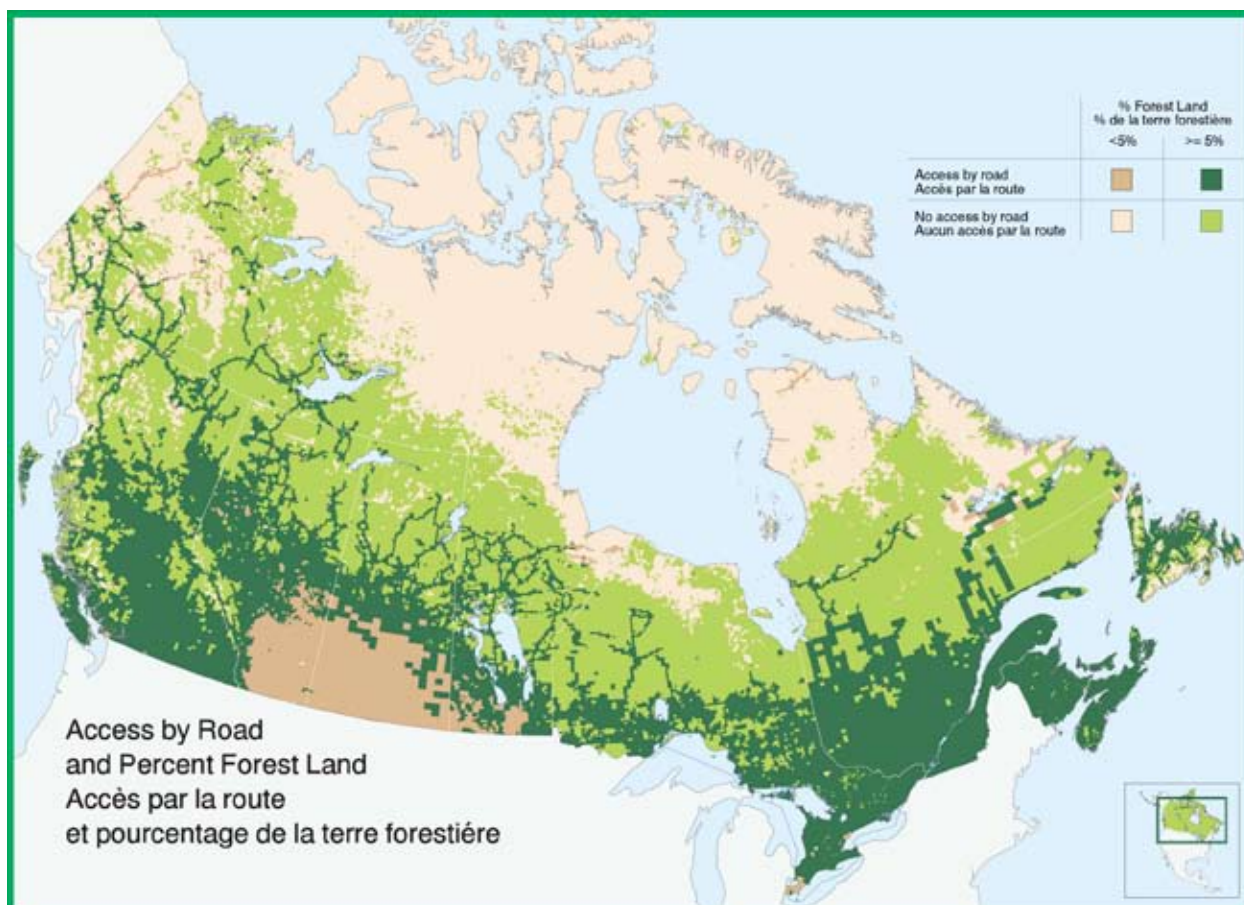 % Forest Land
% de la terre forestière
<5% >= 5%
Access by road
Accès par la route
No access by road
Aucun accès par la route
Access by Road
and Percent Forest Land
Accès par la route
et pourcentage de la terre forestiére